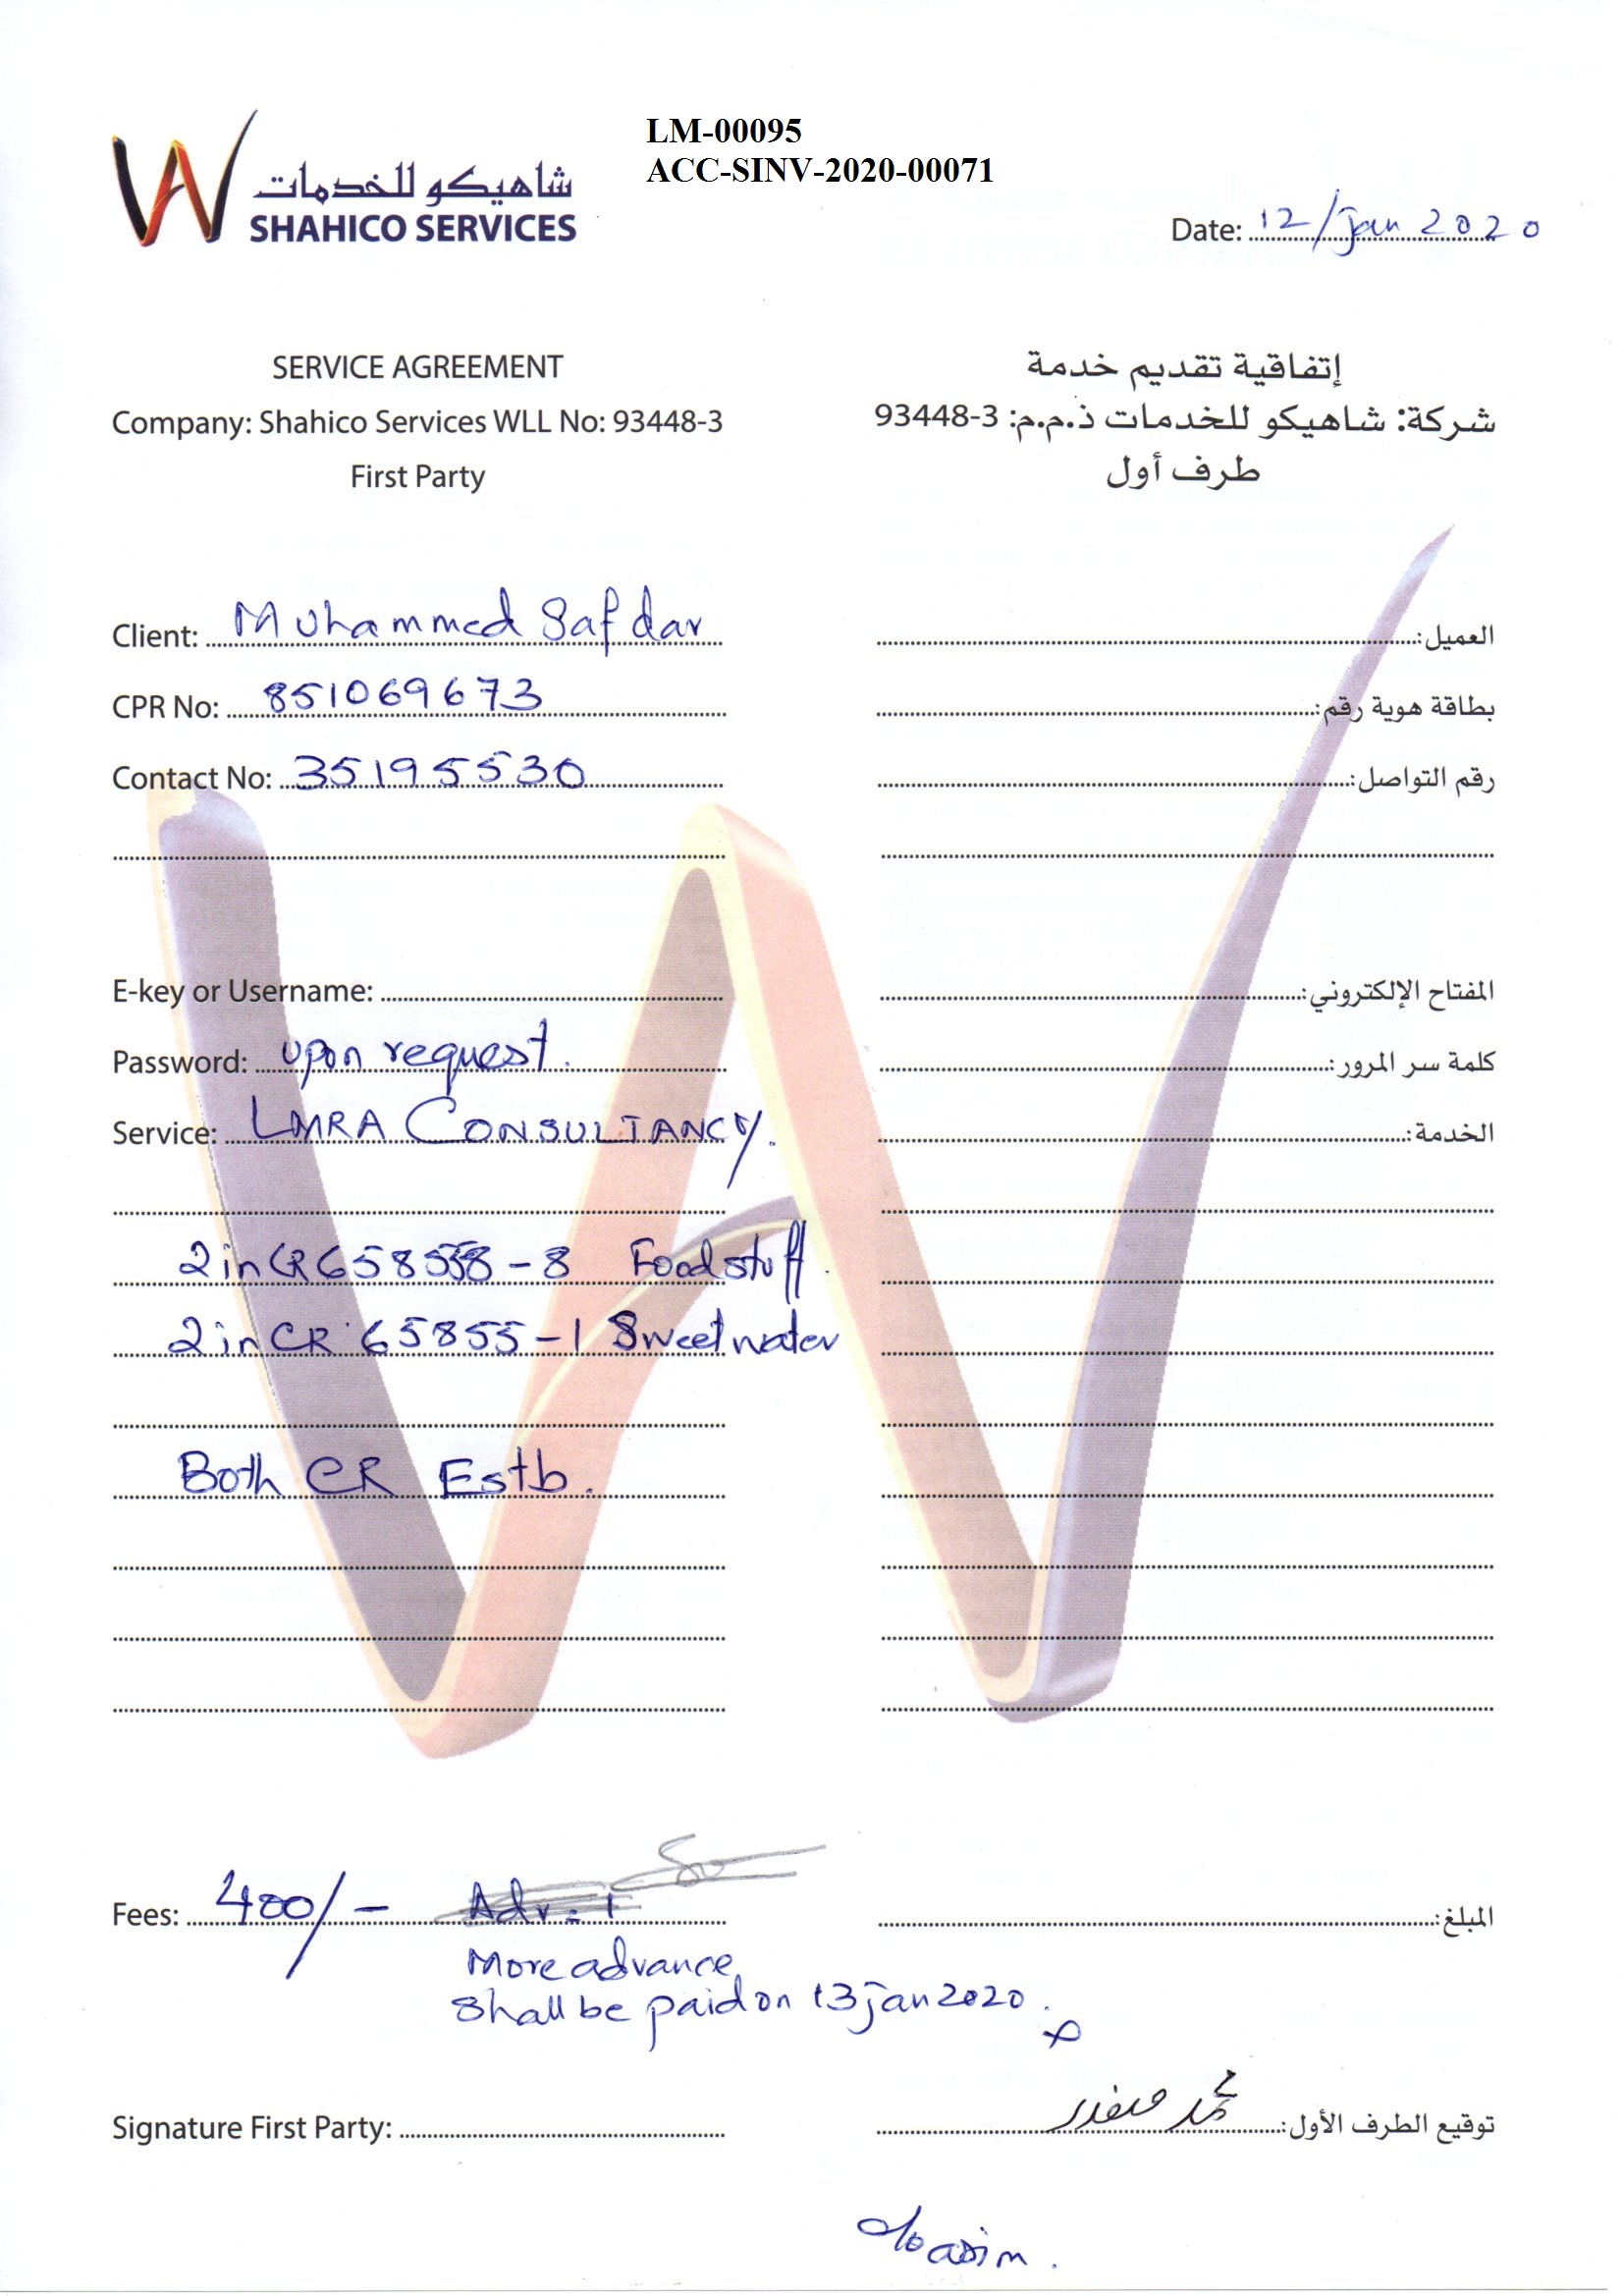 شاهيكو للخدمات
SHAHICO SERVICES
LM-00095
ACC-SINV-2020-00071
Date: 12/Jan 2020
SERVICE AGREEMENT
Company: Shahico Services WLL No: 93448-3
First Party
إتفاقية تقديم خدمة
شركة: شاهيكو للخدمات ذ.م.م: 93448-3
طرف أول
Client: Muhammed Safdar العميل:
CPR No: 851069673 بطاقة هوية رقم:
Contact No: 35195530 رقم التواصل:
E-key or Username: المفتاح الإلكتروني:
Password: upon request. كلمة سر المرور:
Service: LMRA CONSULTANCY. الخدمة:
2 in CR -8 Foodstuff.
2 in CR 65855-1 Sweetwater
Both CR Estb.
Fees: 400/- Adv = 1 المبلغ:
More advance
Shall be paid on 13 jan 2020.
Signature First Party: محمد صفدر توقيع الطرف الأول:
c/o asim.